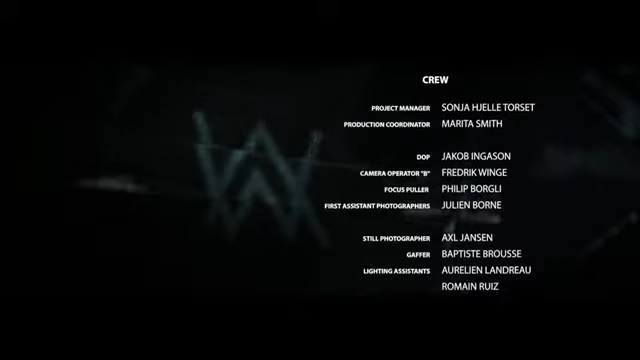 CREW
PROJECT MANAGER SONJA HJELLE TORSET
PRODUCTION COORDINATOR MARITA SMITH
DOP JAKOB INGASON
CAMERA OPERATOR "B" FREDRIK WINGE
FOCUS PULLER PHILIP BORGLI
FIRST ASSISTANT PHOTOGRAPHERS JULIEN BORNE
STILL PHOTOGRAPHER AXL JANSEN
GAFFER BAPTISTE BROUSSE
LIGHTING ASSISTANTS AURELIEN LANDREAU
ROMAIN RUIZ